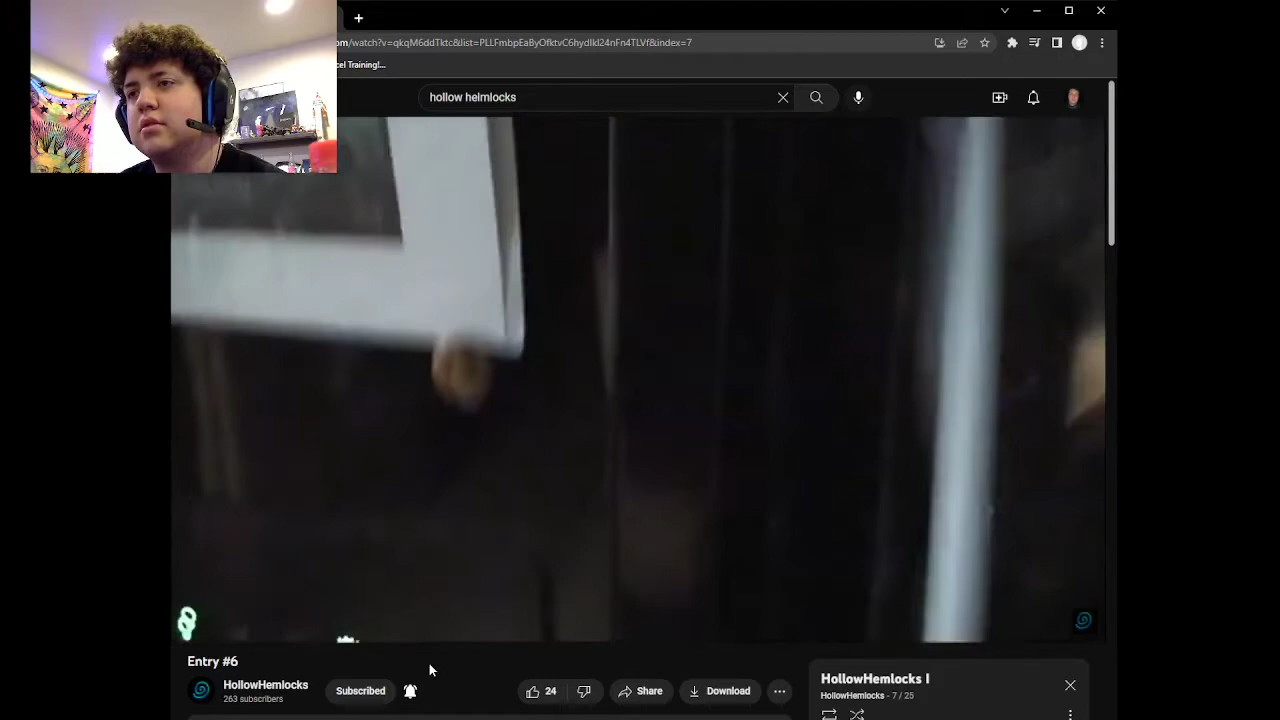 om/watch?v=qkqM6ddTktc&list=PLLFmbpEaByOfktvC6hydIkI24nFn4TLVf&index=7
cel Training!...
hollow helmlocks
Entry #6
HollowHemlocks
263 subscribers
Subscribed
24
Share
Download
HollowHemlocks I
HollowHemlocks - 7 / 25